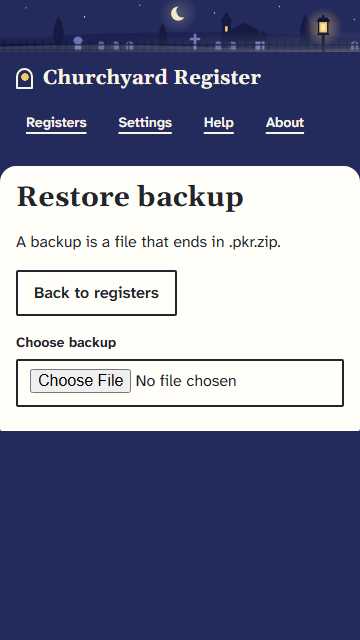 Churchyard Register
Registers Settings Help About
Restore backup
A backup is a file that ends in .pkr.zip.
Back to registers
Choose backup
Choose File No file chosen